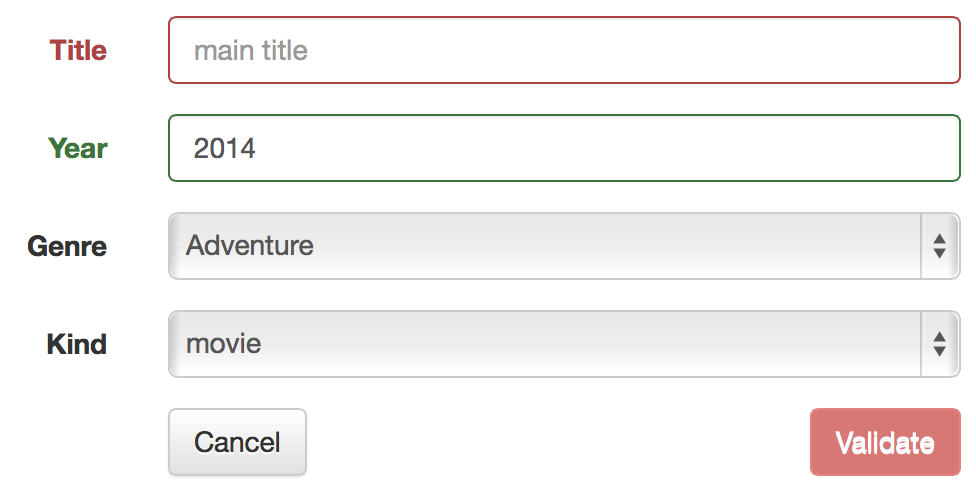 Title main title
Year 2014
Genre Adventure
Kind movie
Cancel Validate